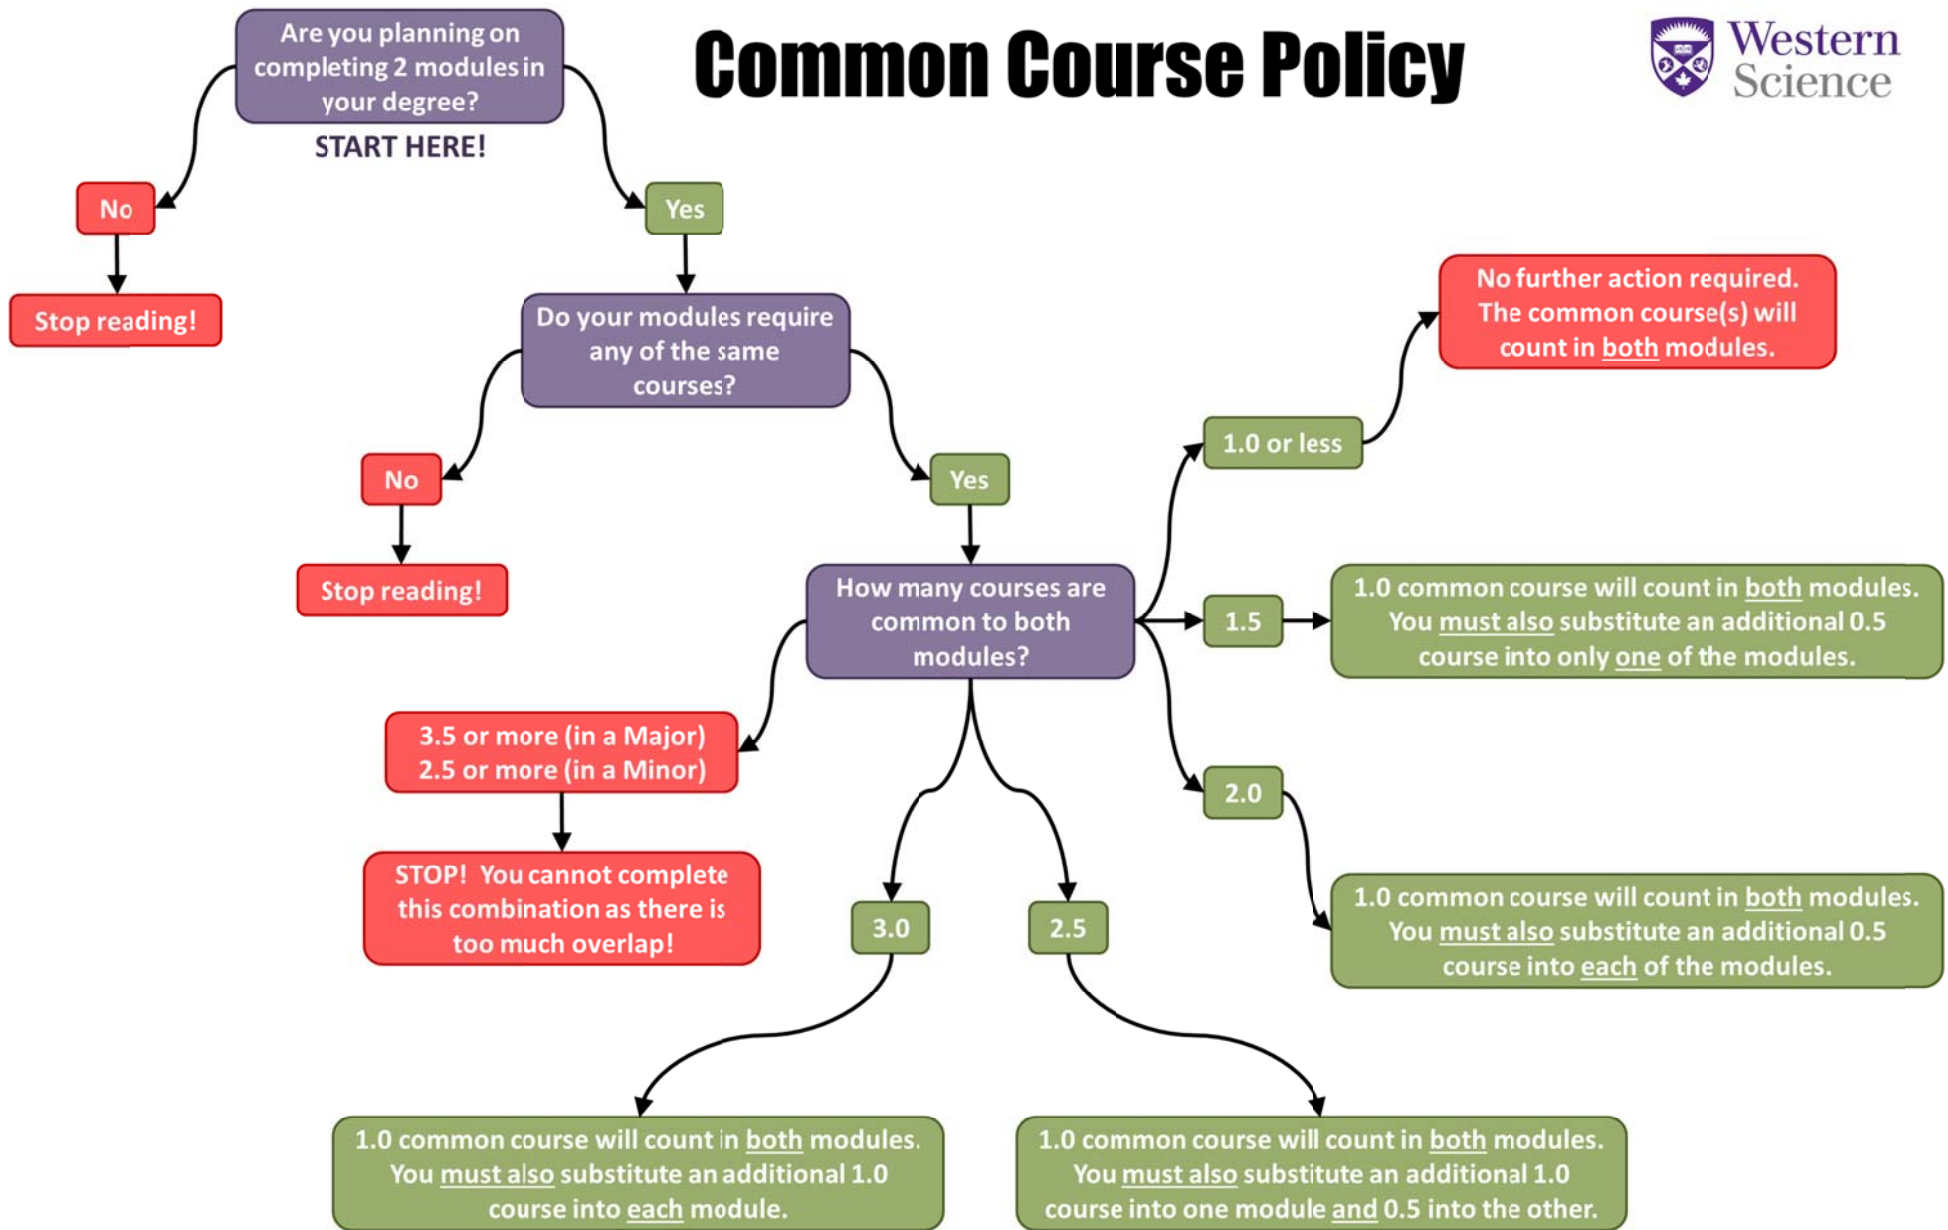 Common Course Policy
Western
Science
Are you planning on
completing 2 modules in
your degree?
START HERE!
No
Yes
Stop reading!
Do your modules require
any of the same
courses?
No
Yes
Stop reading!
How many courses are
common to both
modules?
1.0 or less
No further action required.
The common course(s) will
count in both modules.
1.5
1.0 common course will count in both modules.
You must also substitute an additional 0.5
course into only one of the modules.
2.0
1.0 common course will count in both modules.
You must also substitute an additional 0.5
course into each of the modules.
3.5 or more (in a Major)
2.5 or more (in a Minor)
STOP! You cannot complete
this combination as there is
too much overlap!
3.0
2.5
1.0 common course will count in both modules.
You must also substitute an additional 1.0
course into each module.
1.0 common course will count in both modules.
You must also substitute an additional 1.0
course into one module and 0.5 into the other.